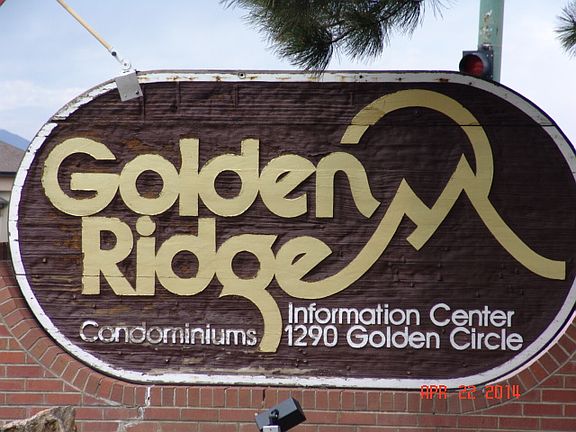 Golden
Ridge
Condominiums
Information Center
1290 Golden Circle
APR 22 2014